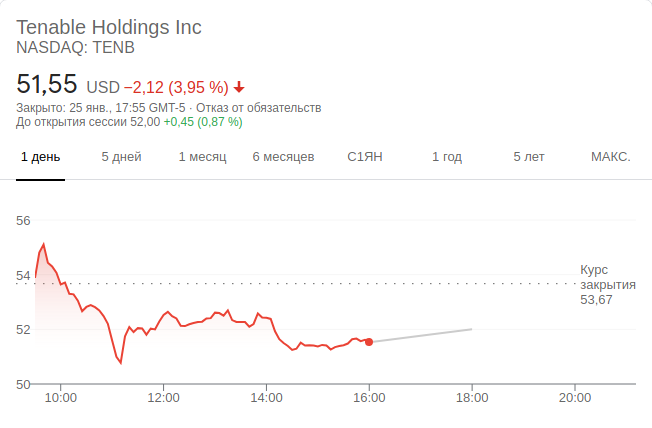 Tenable Holdings Inc
NASDAQ: TENB
51,55 USD −2,12 (3,95 %)
Закрыто: 25 янв., 17:55 GMT-5 · Отказ от обязательств
До открытия сессии 52,00 +0,45 (0,87 %)
1 день 5 дней 1 месяц 6 месяцев С1ЯН 1 год 5 лет МАКС.
56
54
52
50
Курс
закрытия
53,67
10:00 12:00 14:00 16:00 18:00 20:00